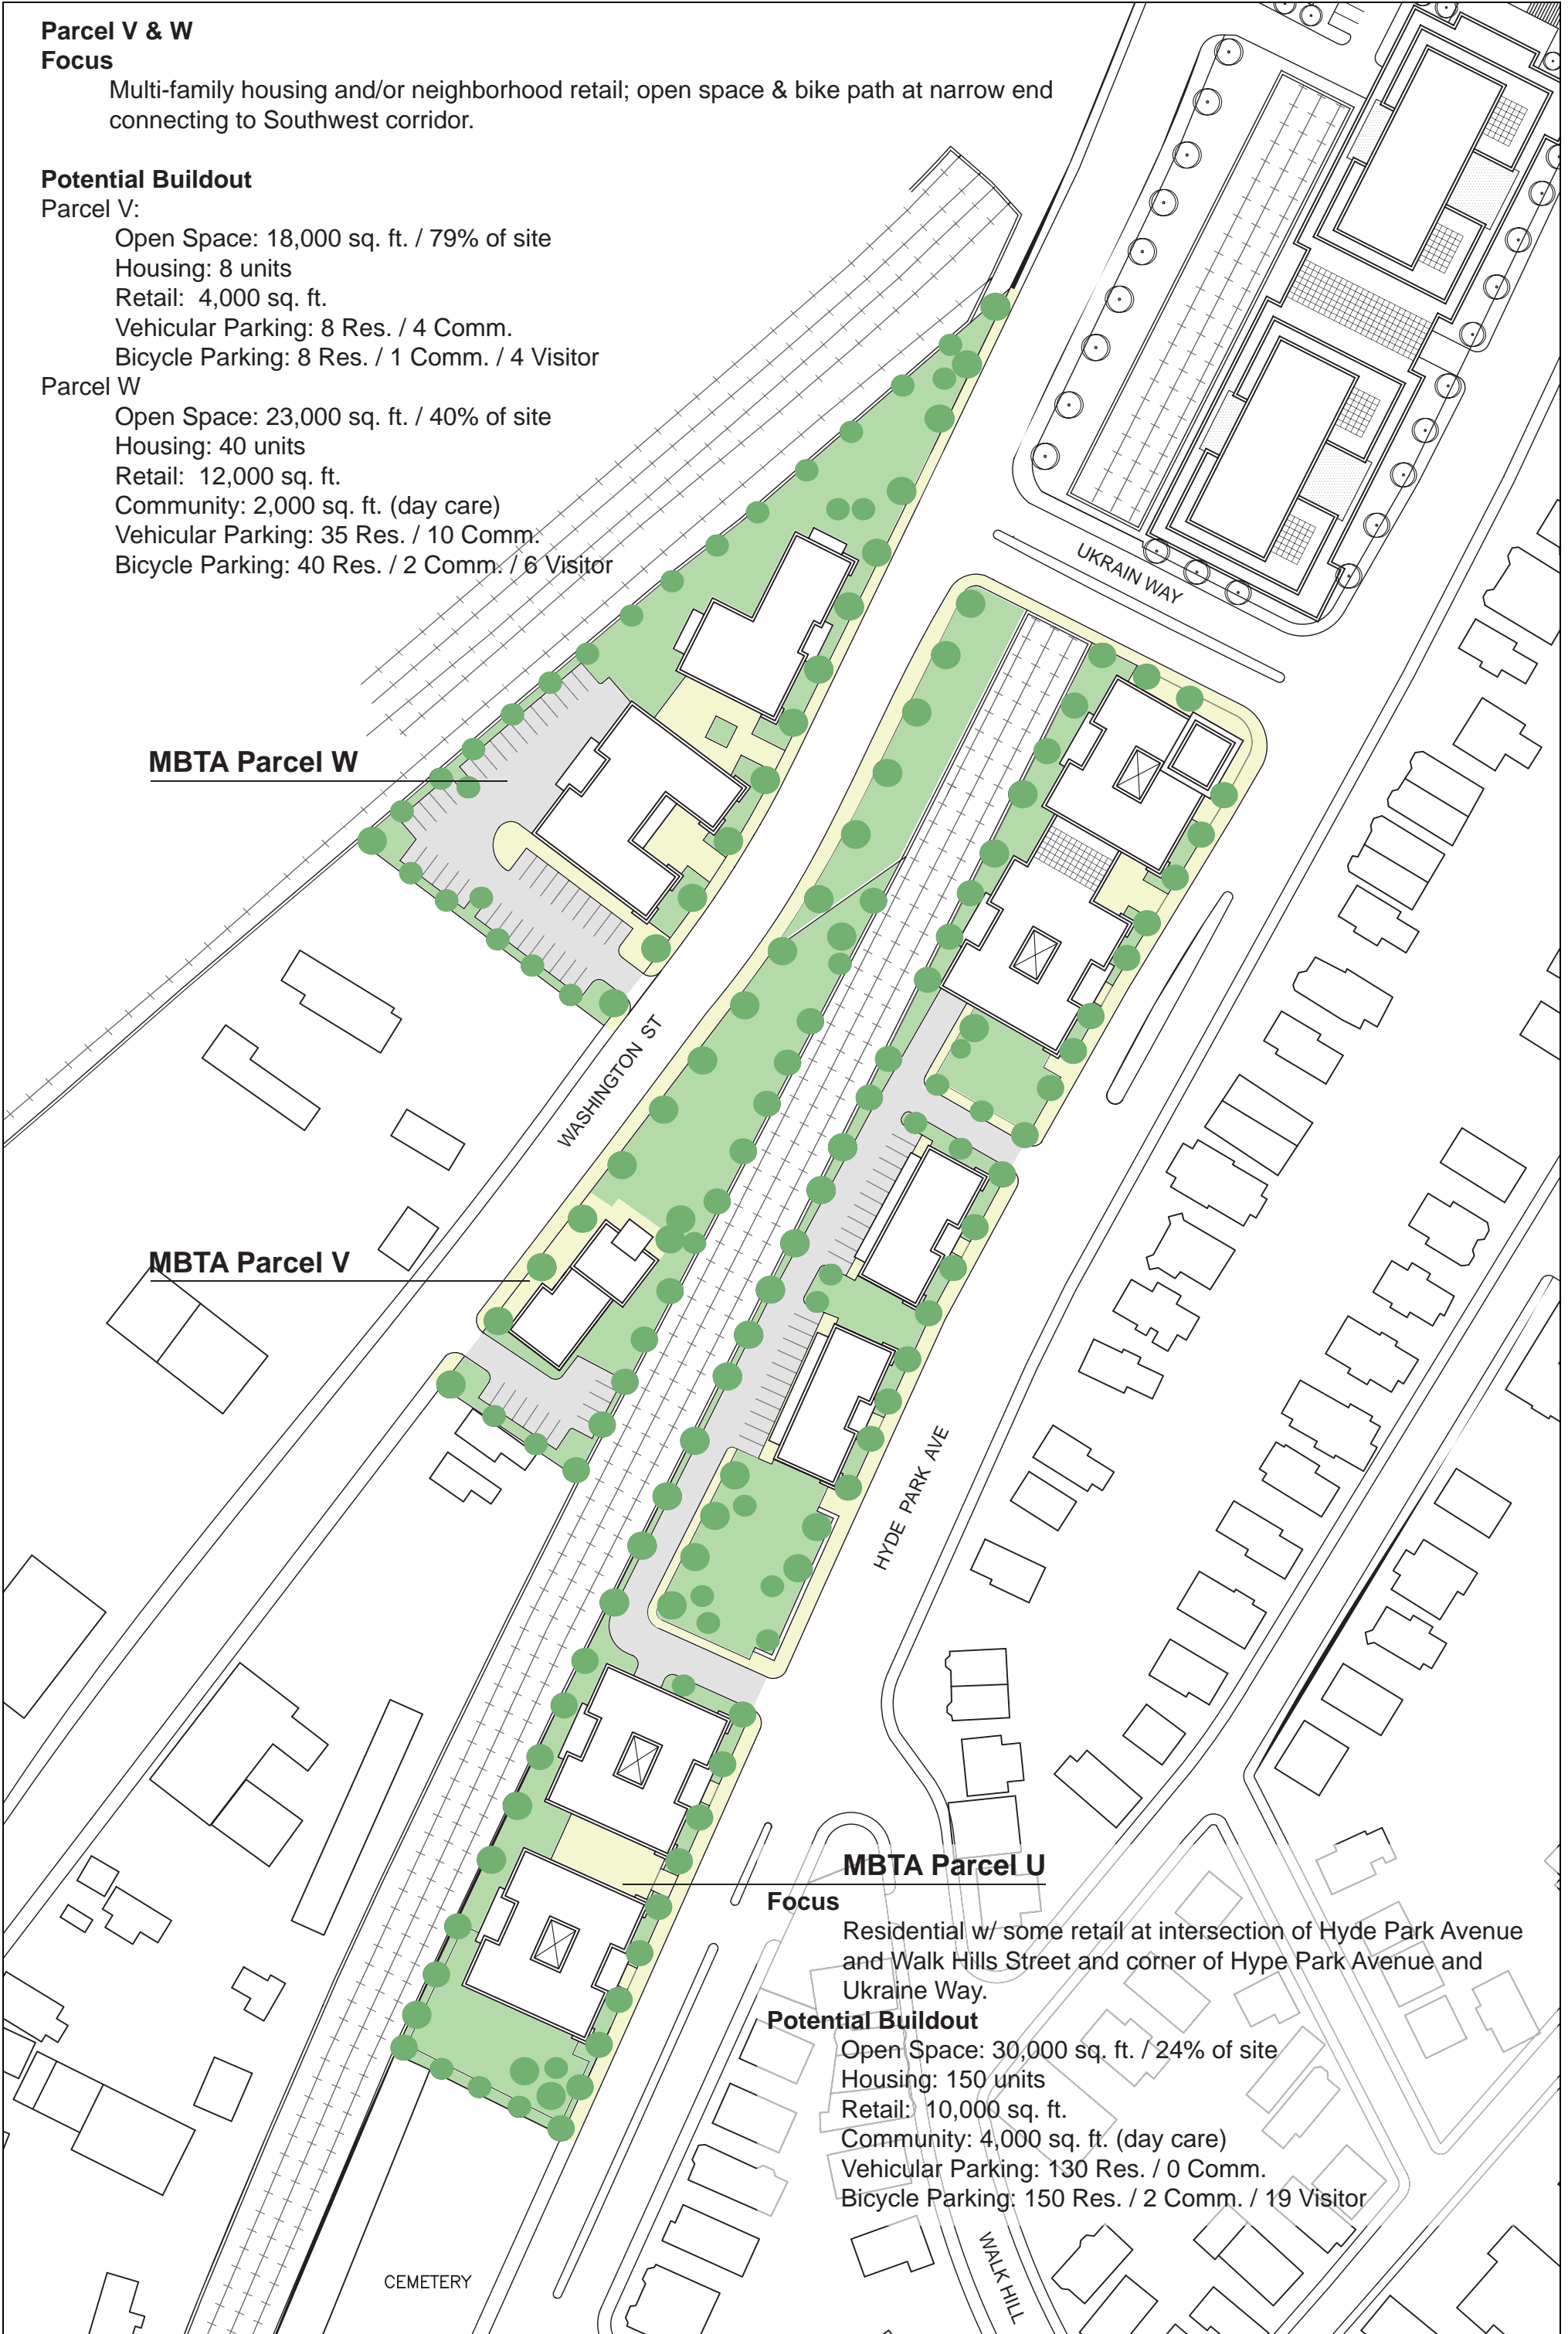 Parcel V & W
Focus
Multi-family housing and/or neighborhood retail; open space & bike path at narrow end
connecting to Southwest corridor.
Potential Buildout
Parcel V:
Open Space: 18,000 sq. ft. / 79% of site
Housing: 8 units
Retail:  4,000 sq. ft.
Vehicular Parking: 8 Res. / 4 Comm.
Bicycle Parking: 8 Res. / 1 Comm. / 4 Visitor
Parcel W
Open Space: 23,000 sq. ft. / 40% of site
Housing: 40 units
Retail:  12,000 sq. ft.
Community: 2,000 sq. ft. (day care)
Vehicular Parking: 35 Res. / 10 Comm.
Bicycle Parking: 40 Res. / 2 Comm. / 6 Visitor
UKRAIN WAY
MBTA Parcel W
WASHINGTON ST
MBTA Parcel V
HYDE PARK AVE
MBTA Parcel U
Focus
Residential w/ some retail at intersection of Hyde Park Avenue
and Walk Hills Street and corner of Hype Park Avenue and
Ukraine Way.
Potential Buildout
Open Space: 30,000 sq. ft. / 24% of site
Housing: 150 units
Retail:  10,000 sq. ft.
Community: 4,000 sq. ft. (day care)
Vehicular Parking: 130 Res. / 0 Comm.
Bicycle Parking: 150 Res. / 2 Comm. / 19 Visitor
WALK HILL
CEMETERY